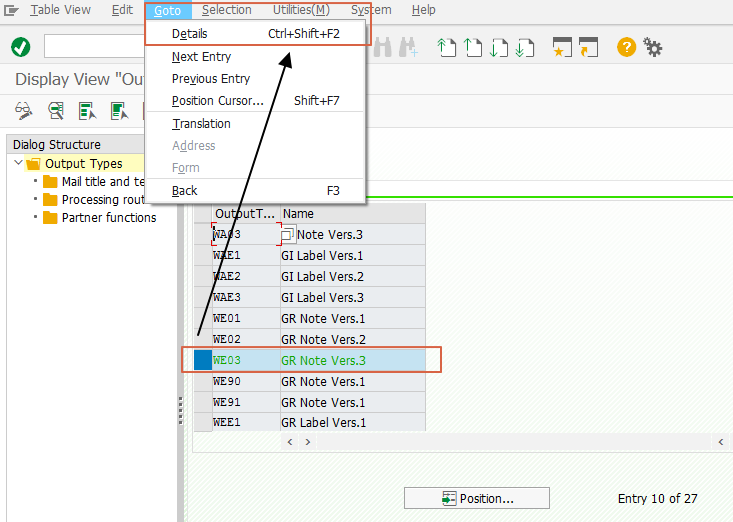 Table View Edit Goto Selection Utilities(M) System Help
Details Ctrl+Shift+F2
Next Entry
Previous Entry
Position Cursor... Shift+F7
Translation
Address
Form
Back F3
Display View "Out
Dialog Structure
Output Types
Mail title and te
Processing rout
Partner functions
OutputT... Name
WA03 Note Vers.3
WAE1 GI Label Vers.1
WAE2 GI Label Vers.2
WAE3 GI Label Vers.3
WE01 GR Note Vers.1
WE02 GR Note Vers.2
WE03 GR Note Vers.3
WE90 GR Note Vers.1
WE91 GR Note Vers.1
WEE1 GR Label Vers.1
Position... Entry 10 of 27